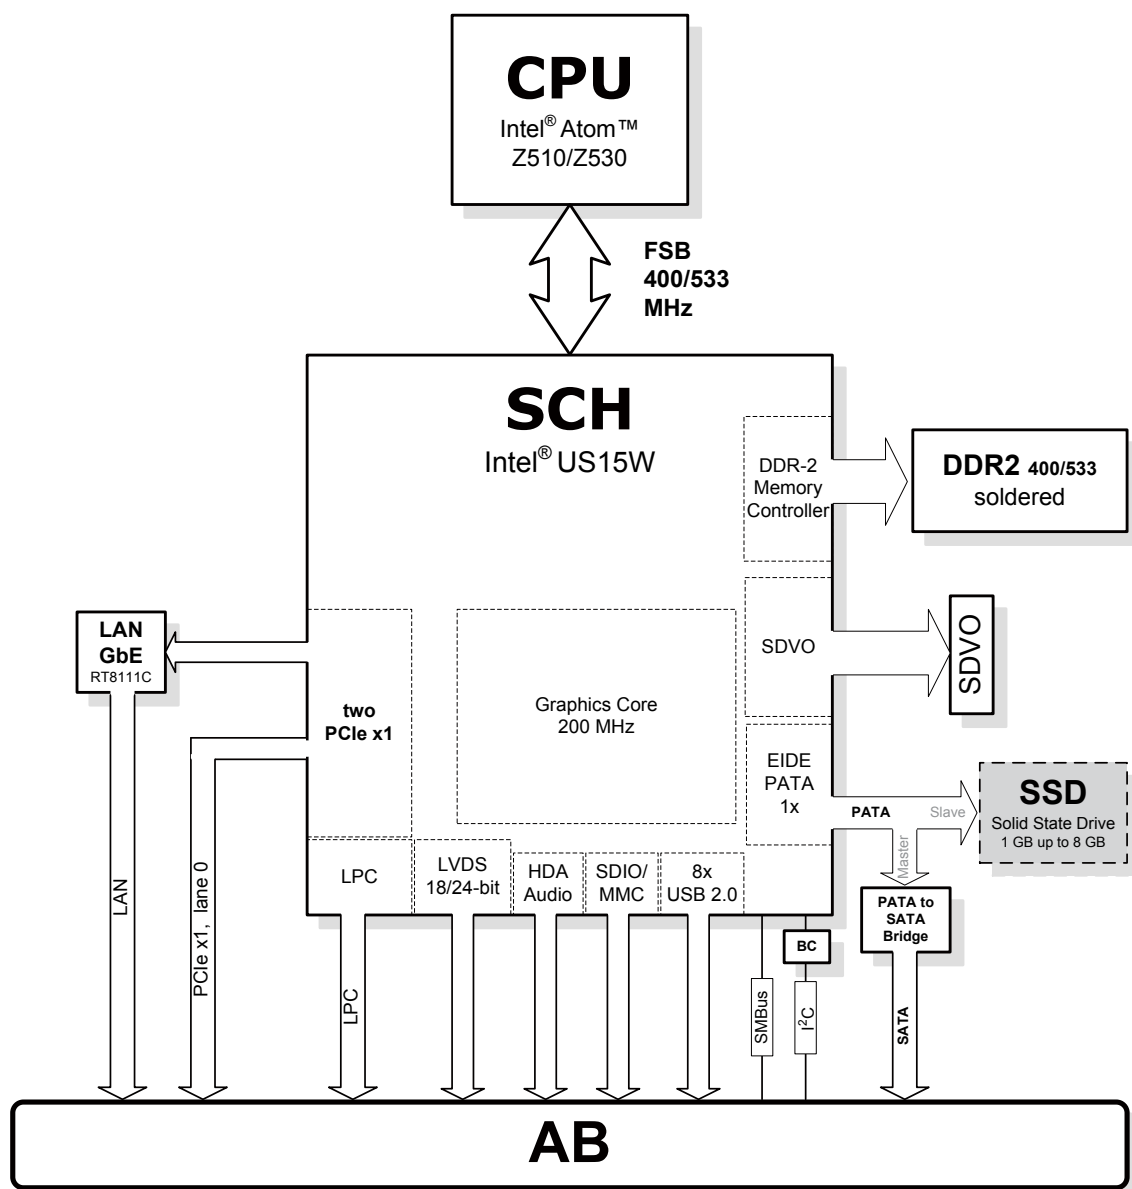 CPU
Intel® Atom™
Z510/Z530
FSB
400/533
MHz
SCH
Intel® US15W
DDR-2
Memory
Controller
DDR2 400/533
soldered
LAN
GbE
RT8111C
two
PCIe x1
Graphics Core
200 MHz
SDVO
SDVO
EIDE
PATA
1x
PATA
Slave
Master
SSD
Solid State Drive
1 GB up to 8 GB
LPC
LVDS
18/24-bit
HDA
Audio
SDIO/
MMC
8x
USB 2.0
PATA to
SATA
Bridge
BC
LAN
PCIe x1, lane 0
LPC
SMBus
I²C
SATA
AB